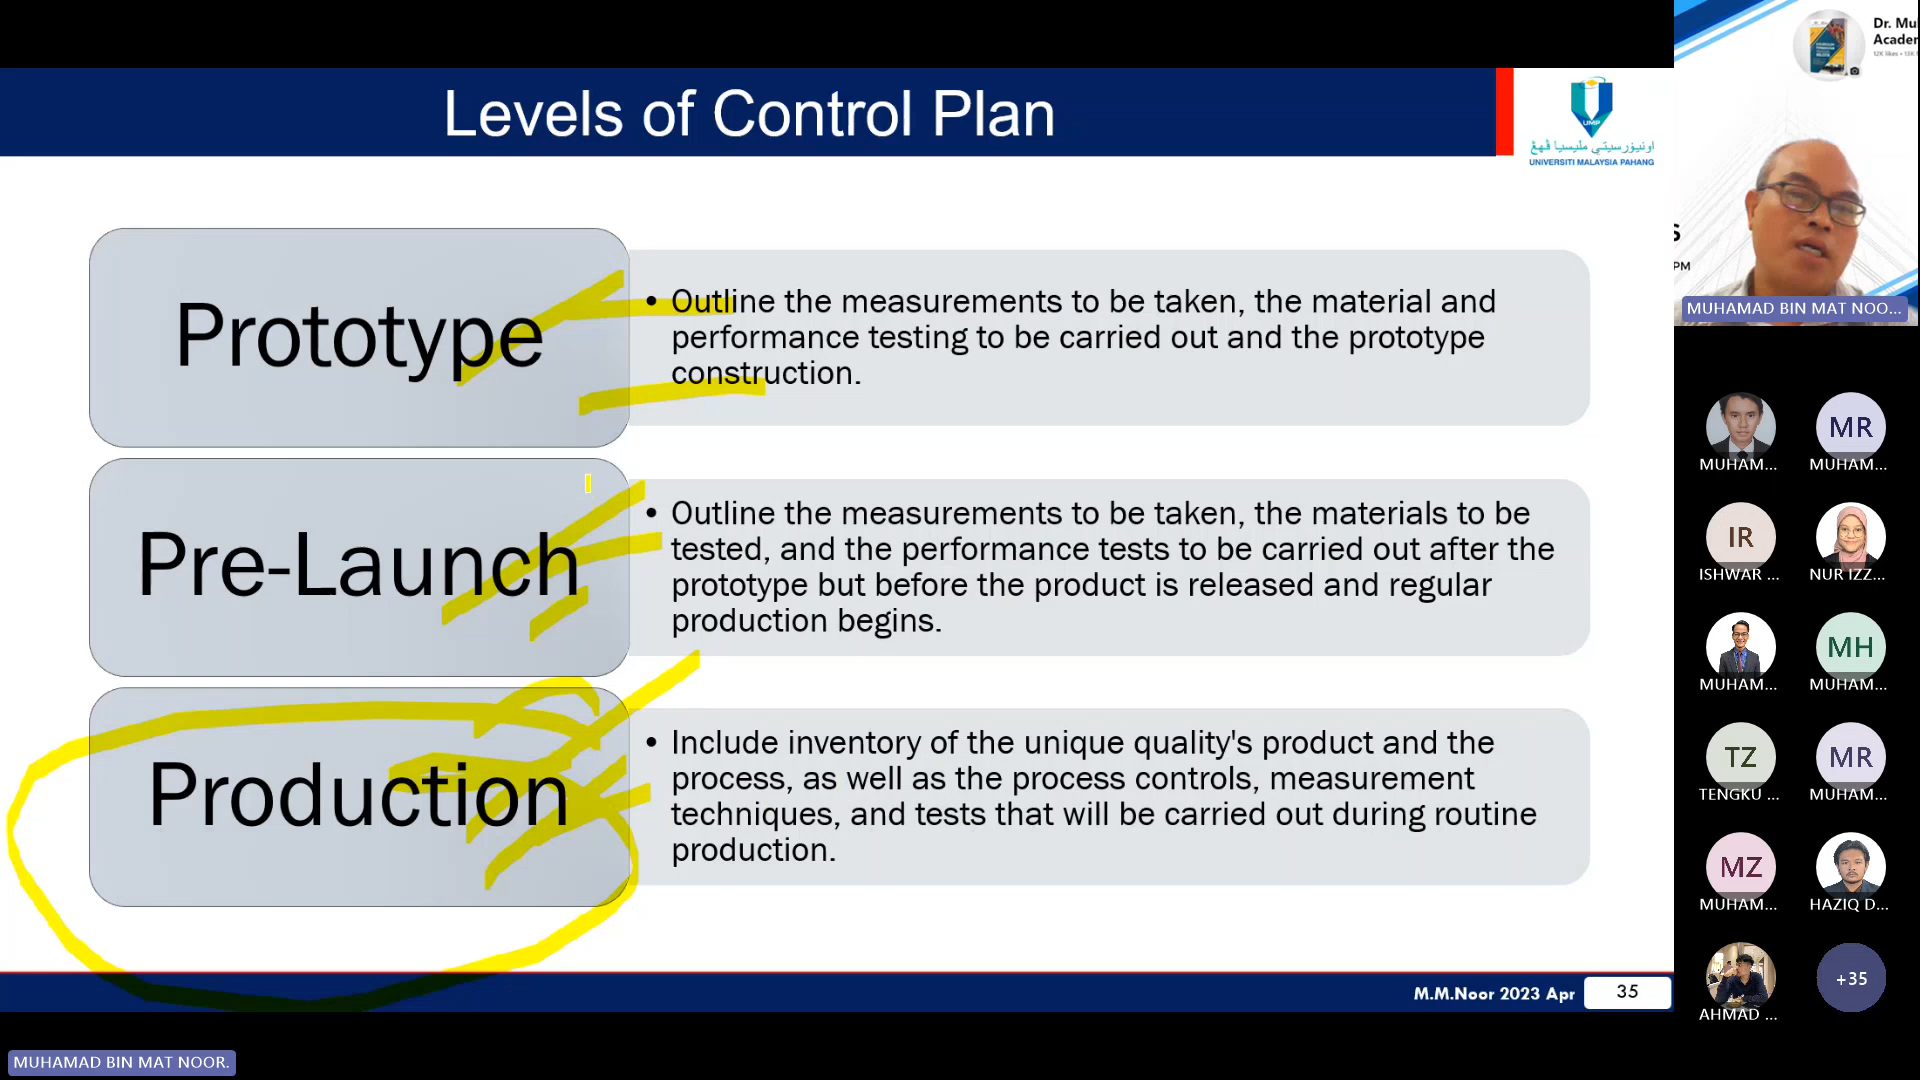 Levels of Control Plan
UMP
اونيۏرسيتي مليسيا ڤهڠ
UNIVERSITI MALAYSIA PAHANG
Prototype
• Outline the measurements to be taken, the material and
performance testing to be carried out and the prototype
construction.
Pre-Launch
• Outline the measurements to be taken, the materials to be
tested, and the performance tests to be carried out after the
prototype but before the product is released and regular
production begins.
Production
• Include inventory of the unique quality's product and the
process, as well as the process controls, measurement
techniques, and tests that will be carried out during routine
production.
M.M.Noor 2023 Apr
35
MUHAMAD BIN MAT NOOR.
Dr. Mu
Acader
S
PM
MUHAMAD BIN MAT NOO...
MR
MUHAM...
MUHAM...
IR
ISHWAR ...
NUR IZZ...
MH
MUHAM...
MUHAM...
TZ
MR
TENGKU ...
MUHAM...
MZ
MUHAM...
HAZIQ D...
+35
AHMAD ...